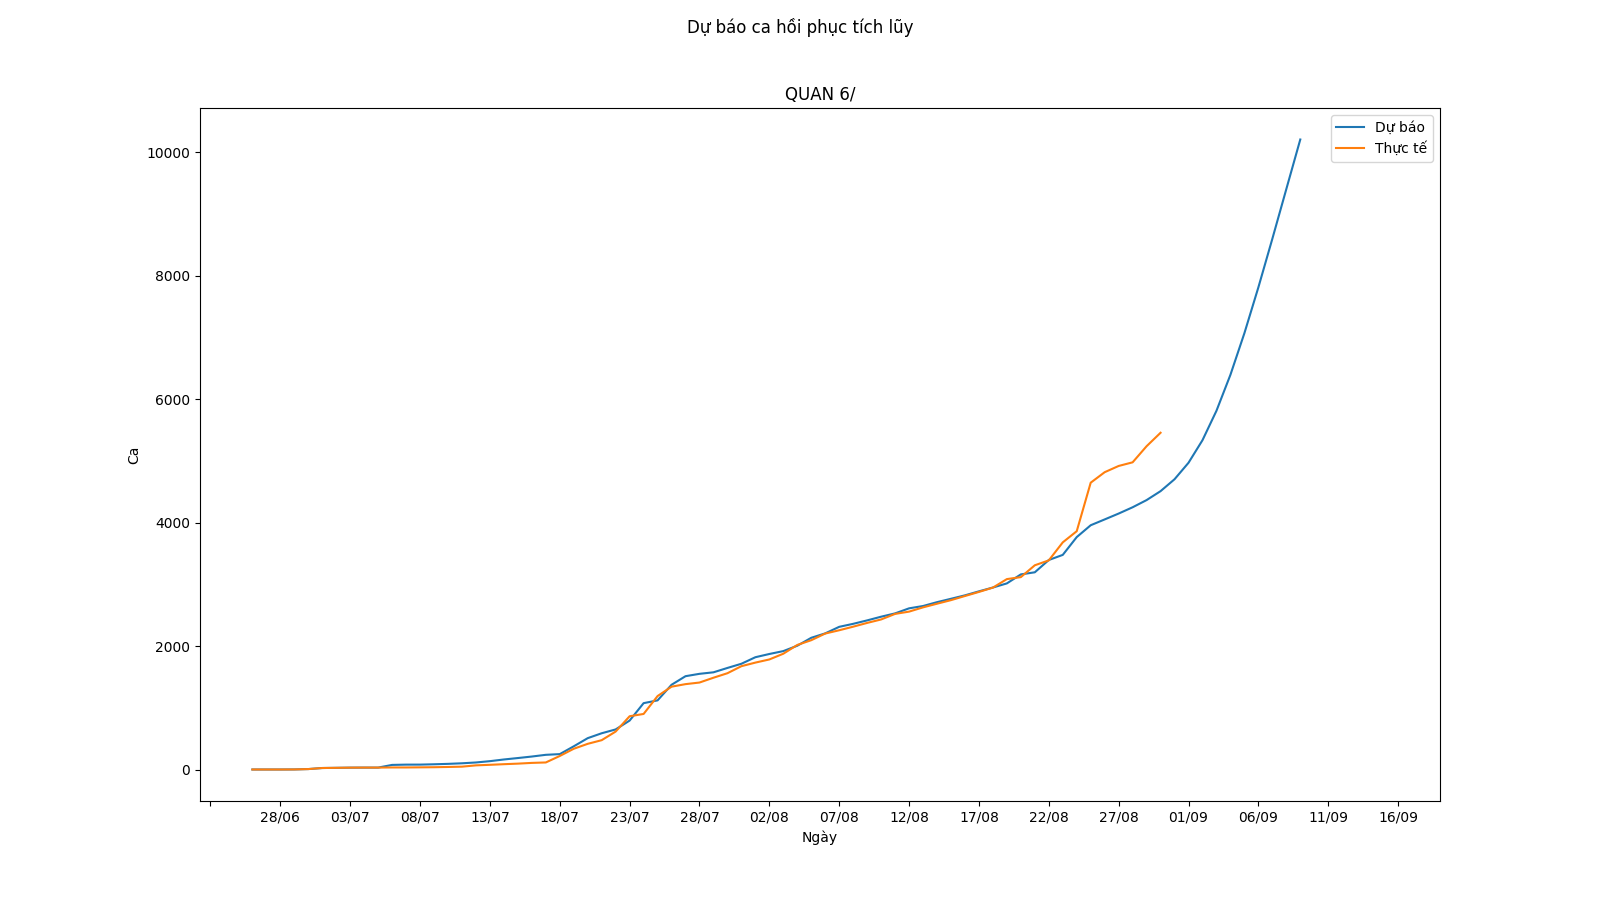 Dự báo ca hồi phục tích lũy
QUAN 6/
Dự báo
Thực tế
10000
8000
6000
4000
2000
0
Ca
28/06 03/07 08/07 13/07 18/07 23/07 28/07 02/08 07/08 12/08 17/08 22/08 27/08 01/09 06/09 11/09 16/09
Ngày